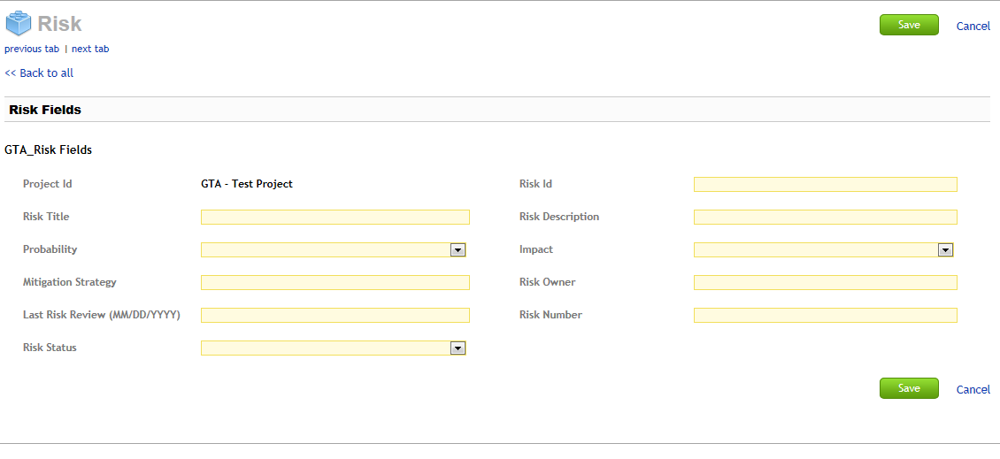 Risk
Save Cancel
previous tab | next tab
<< Back to all
Risk Fields
GTA_Risk Fields
Project Id GTA - Test Project Risk Id
Risk Title Risk Description
Probability Impact
Mitigation Strategy Risk Owner
Last Risk Review (MM/DD/YYYY) Risk Number
Risk Status
Save Cancel